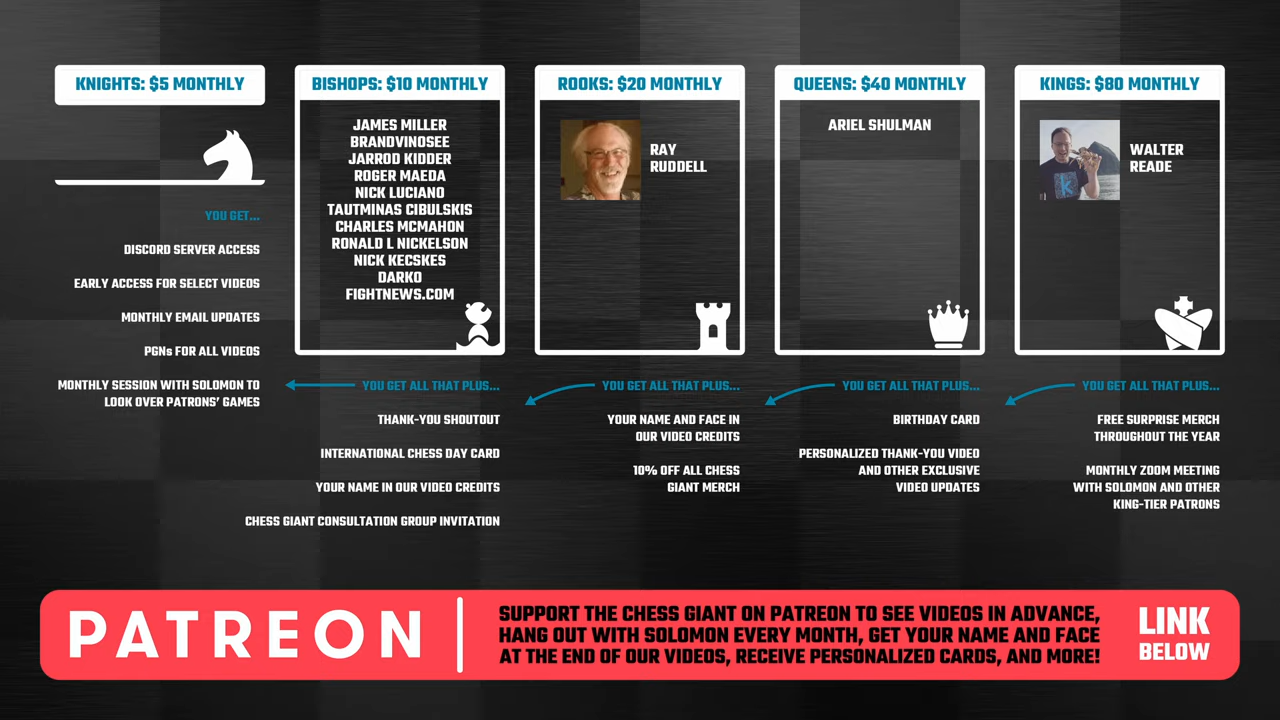 KNIGHTS: $5 MONTHLY
YOU GET...
DISCORD SERVER ACCESS
EARLY ACCESS FOR SELECT VIDEOS
MONTHLY EMAIL UPDATES
PGNs FOR ALL VIDEOS
MONTHLY SESSION WITH SOLOMON TO
LOOK OVER PATRONS' GAMES
BISHOPS: $10 MONTHLY
JAMES MILLER
BRANDVINOSEE
JARROD KIDDER
ROGER MAEDA
NICK LUCIANO
TAUTMINAS CIBULSKIS
CHARLES MCMAHON
RONALD L NICKELSON
NICK KECSKES
DARKO
FIGHTNEWS.COM
YOU GET ALL THAT PLUS...
THANK-YOU SHOUTOUT
INTERNATIONAL CHESS DAY CARD
YOUR NAME IN OUR VIDEO CREDITS
CHESS GIANT CONSULTATION GROUP INVITATION
ROOKS: $20 MONTHLY
RAY
RUDDELL
YOU GET ALL THAT PLUS...
YOUR NAME AND FACE IN
OUR VIDEO CREDITS
10% OFF ALL CHESS
GIANT MERCH
QUEENS: $40 MONTHLY
ARIEL SHULMAN
YOU GET ALL THAT PLUS...
BIRTHDAY CARD
PERSONALIZED THANK-YOU VIDEO
AND OTHER EXCLUSIVE
VIDEO UPDATES
KINGS: $80 MONTHLY
WALTER
READE
YOU GET ALL THAT PLUS...
FREE SURPRISE MERCH
THROUGHOUT THE YEAR
MONTHLY ZOOM MEETING
WITH SOLOMON AND OTHER
KING-TIER PATRONS
PATREON
SUPPORT THE CHESS GIANT ON PATREON TO SEE VIDEOS IN ADVANCE,
HANG OUT WITH SOLOMON EVERY MONTH, GET YOUR NAME AND FACE
AT THE END OF OUR VIDEOS, RECEIVE PERSONALIZED CARDS, AND MORE!
LINK
BELOW